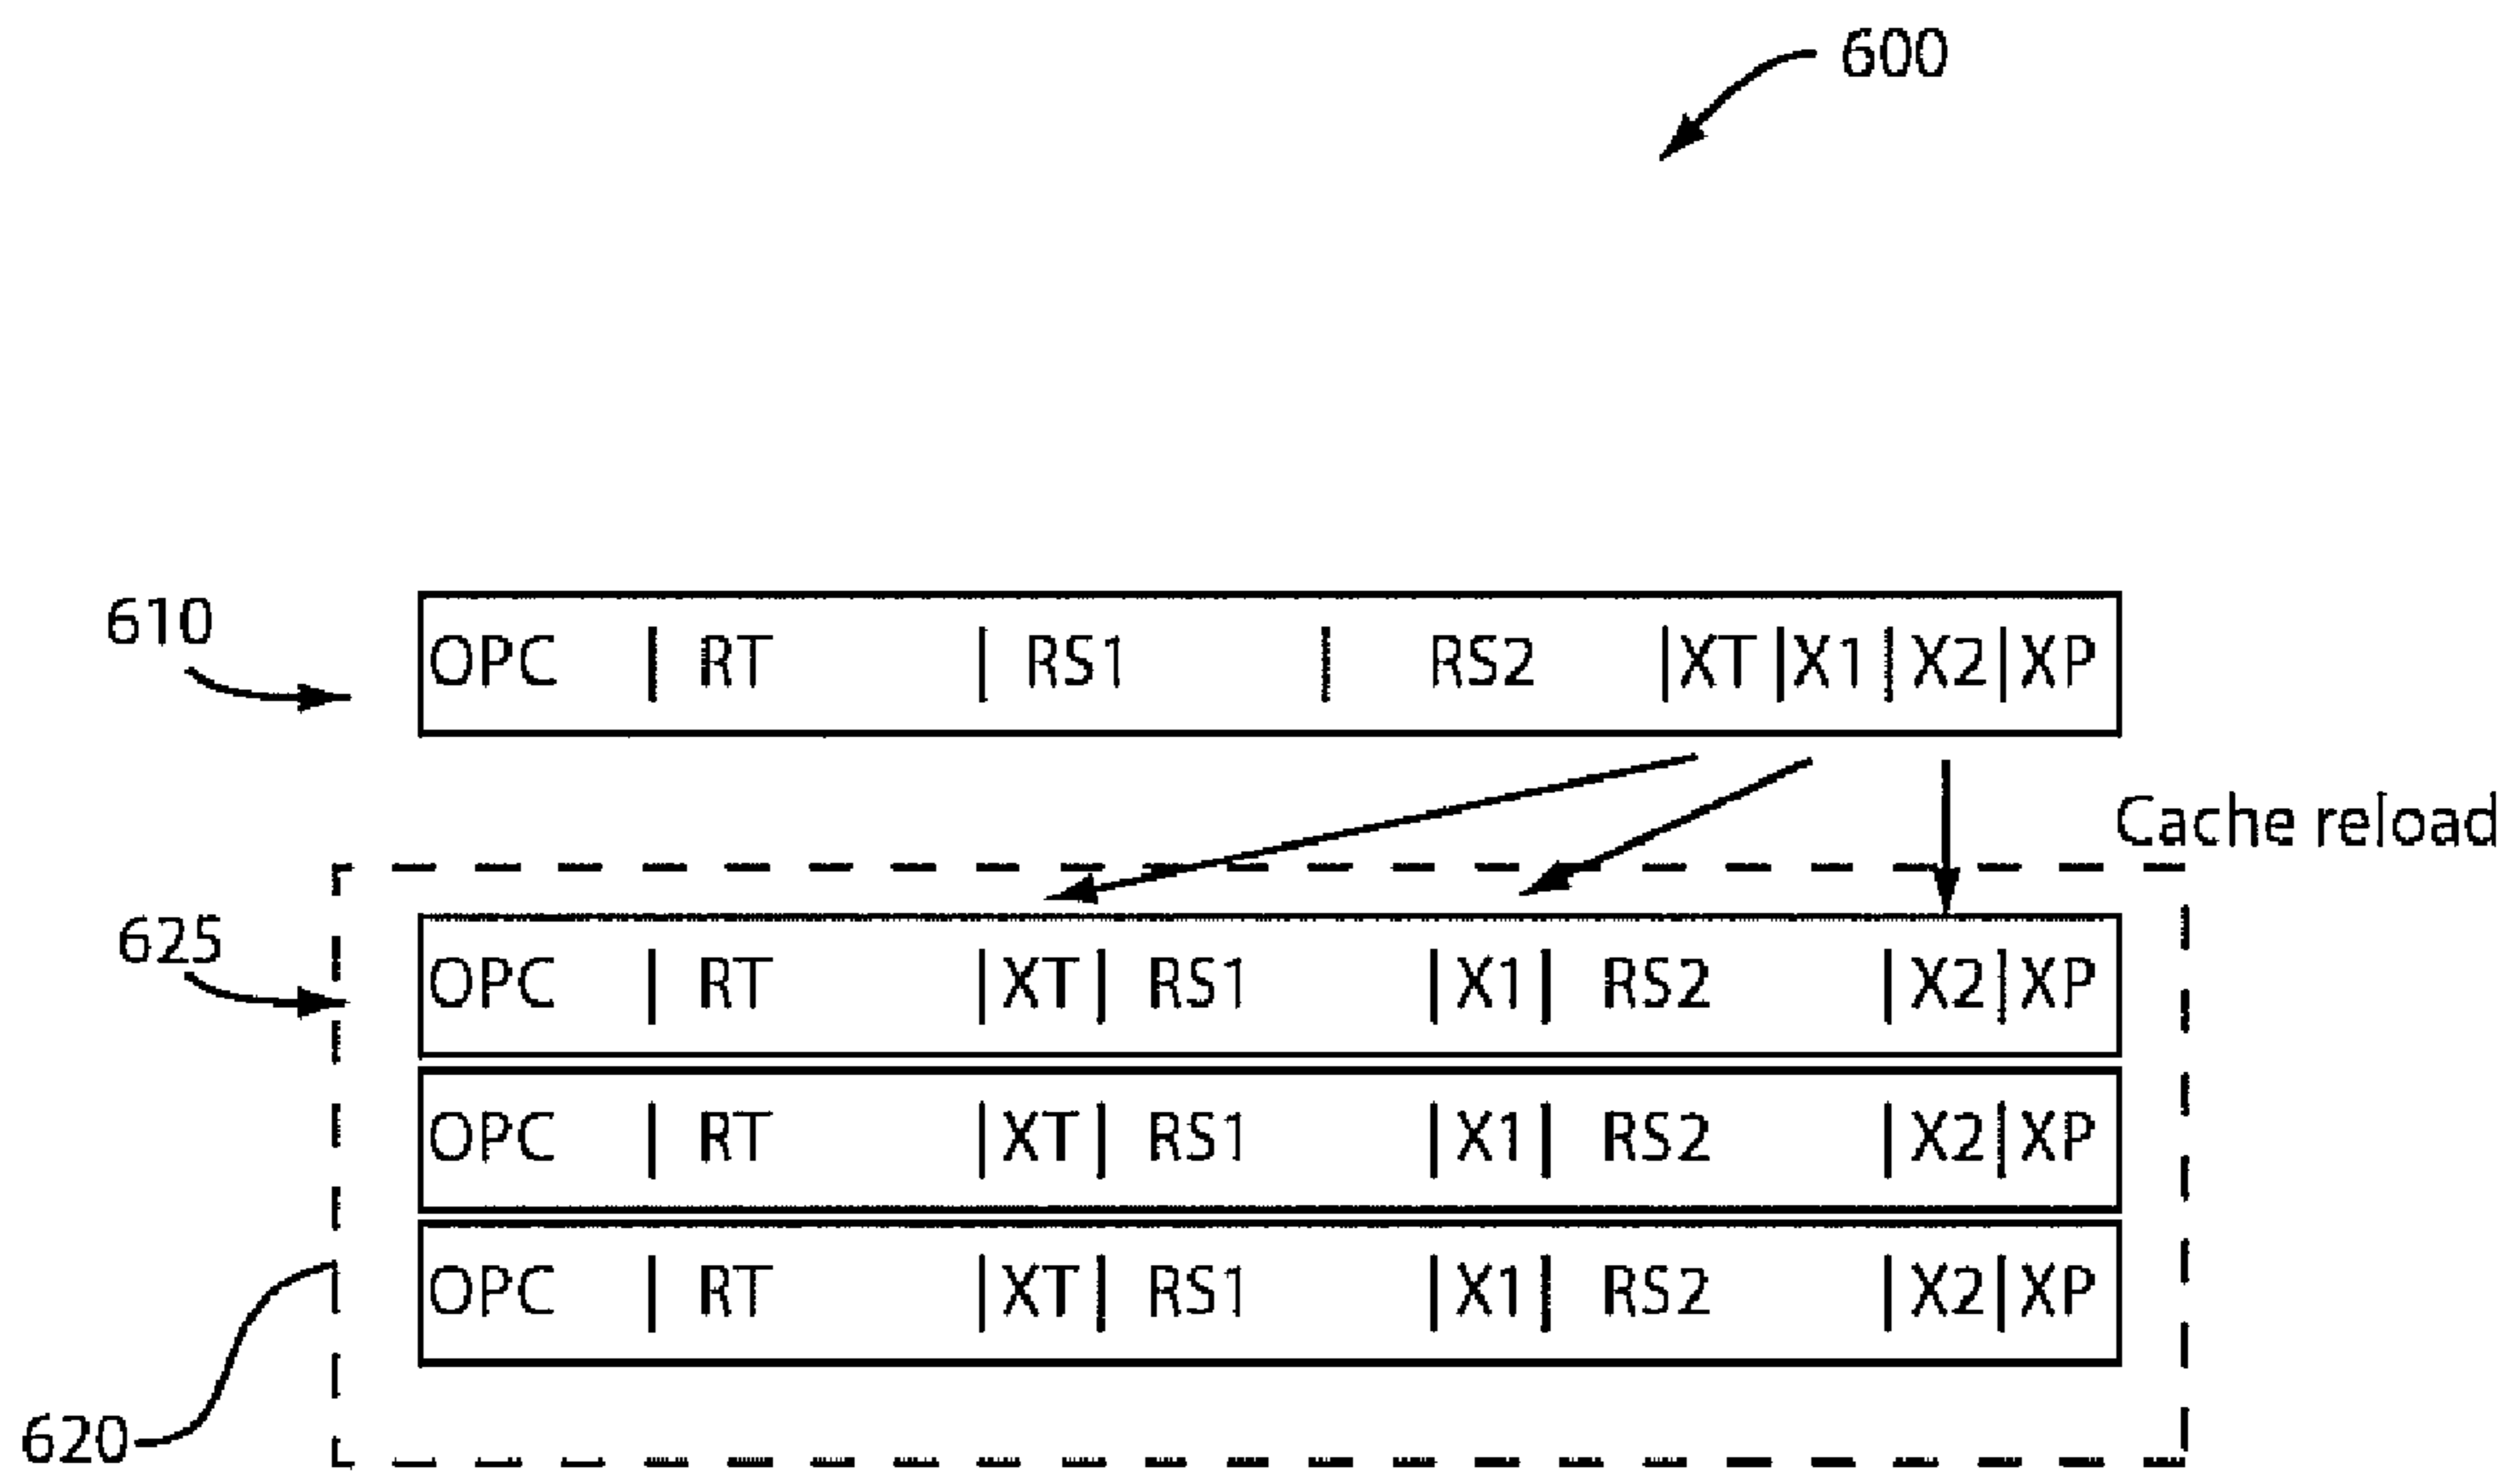 600
610
OPC | RT | RS1 | RS2 |XT|X1| X2|XP
Cache reload
625
OPC | RT |XT| RS1 |X1| RS2 |X2|XP
OPC | RT |XT| RS1 |X1| RS2 |X2|XP
OPC | RT |XT| RS1 |X1| RS2 |X2|XP
620